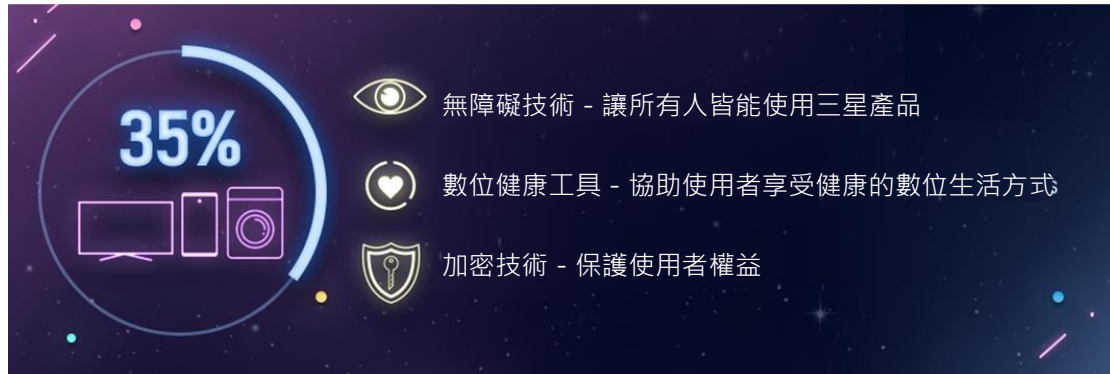 35%
無障礙技術 - 讓所有人皆能使用三星產品
數位健康工具 - 協助使用者享受健康的數位生活方式
加密技術 - 保護使用者權益